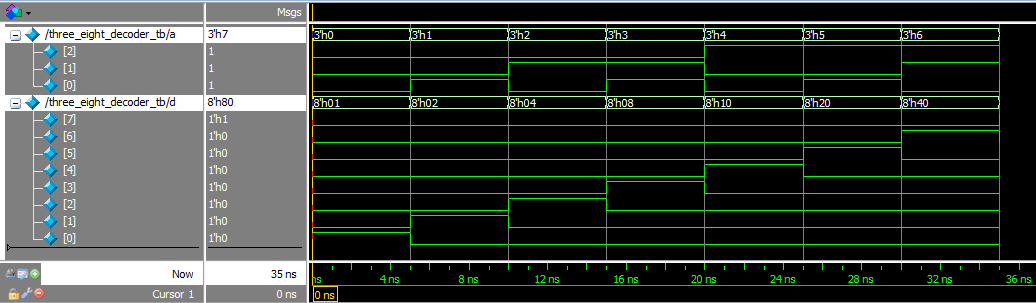 Msgs
/three_eight_decoder_tb/a 3'h7 3'h0 3'h1 3'h2 3'h3 3'h4 3'h5 3'h6
[2] 1
[1] 1
[0] 1
/three_eight_decoder_tb/d 8'h80 8'h01 8'h02 8'h04 8'h08 8'h10 8'h20 8'h40
[7] 1'h1
[6] 1'h0
[5] 1'h0
[4] 1'h0
[3] 1'h0
[2] 1'h0
[1] 1'h0
[0] 1'h0
Now 35 ns ns 4 ns 8 ns 12 ns 16 ns 20 ns 24 ns 28 ns 32 ns 36 ns
Cursor 1 0 ns 0 ns